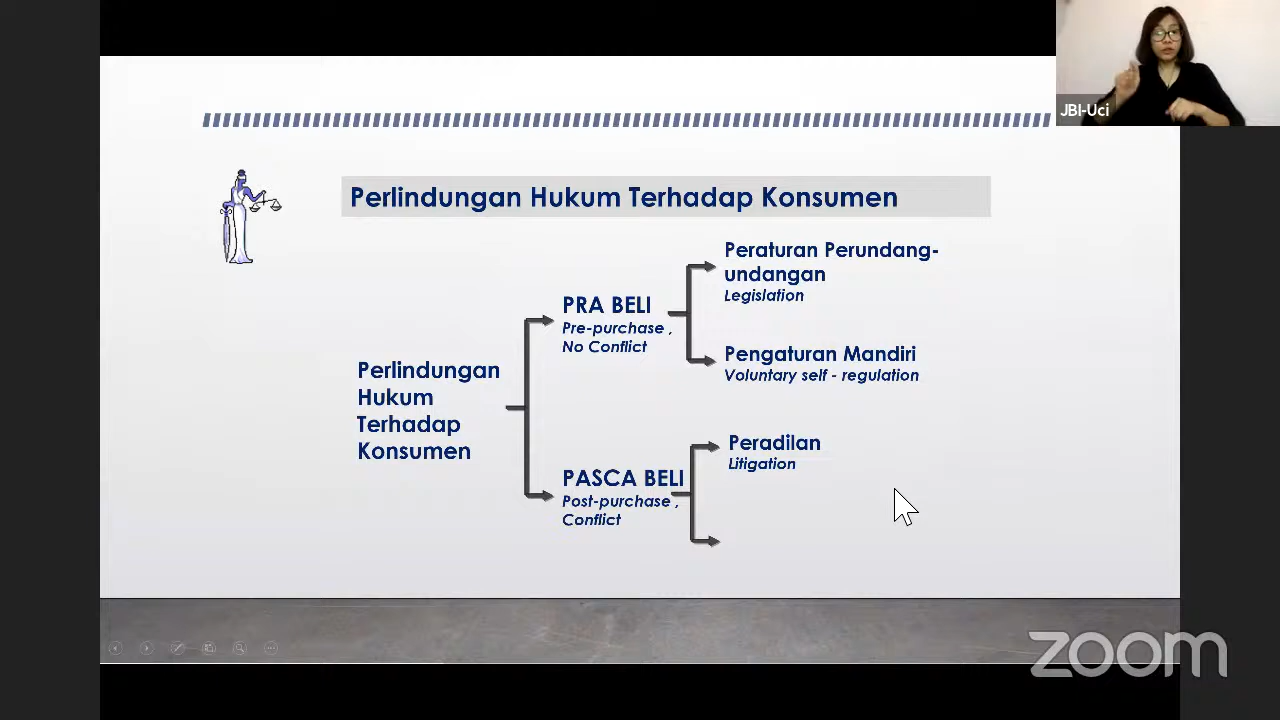 JBI-Uci
Perlindungan Hukum Terhadap Konsumen
Peraturan Perundang-
undangan
Legislation
PRA BELI
Pre-purchase ,
No Conflict
Pengaturan Mandiri
Voluntary self - regulation
Perlindungan
Hukum
Terhadap
Konsumen
Peradilan
Litigation
PASCA BELI
Post-purchase ,
Conflict
zoom